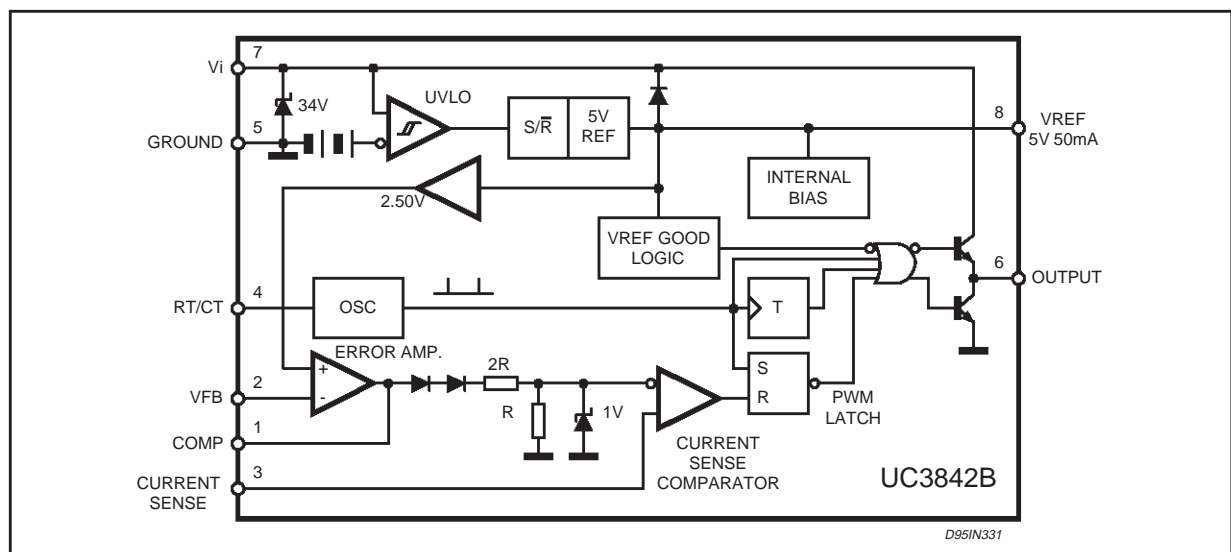 7
Vi
34V
UVLO
5
GROUND
S/R̅
5V
REF
8
VREF
5V 50mA
INTERNAL
BIAS
2.50V
VREF GOOD
LOGIC
6
OUTPUT
4
RT/CT
OSC
T
ERROR AMP.
+
-
2R
2
VFB
R
1V
S
R
PWM
LATCH
1
COMP
3
CURRENT
SENSE
CURRENT
SENSE
COMPARATOR
UC3842B
D95IN331